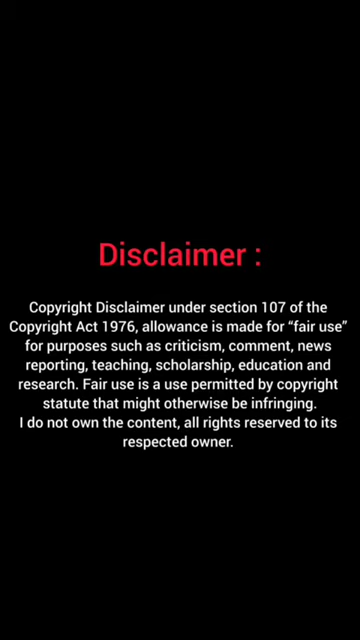 Disclaimer :
Copyright Disclaimer under section 107 of the
Copyright Act 1976, allowance is made for “fair use”
for purposes such as criticism, comment, news
reporting, teaching, scholarship, education and
research. Fair use is a use permitted by copyright
statute that might otherwise be infringing.
I do not own the content, all rights reserved to its
respected owner.